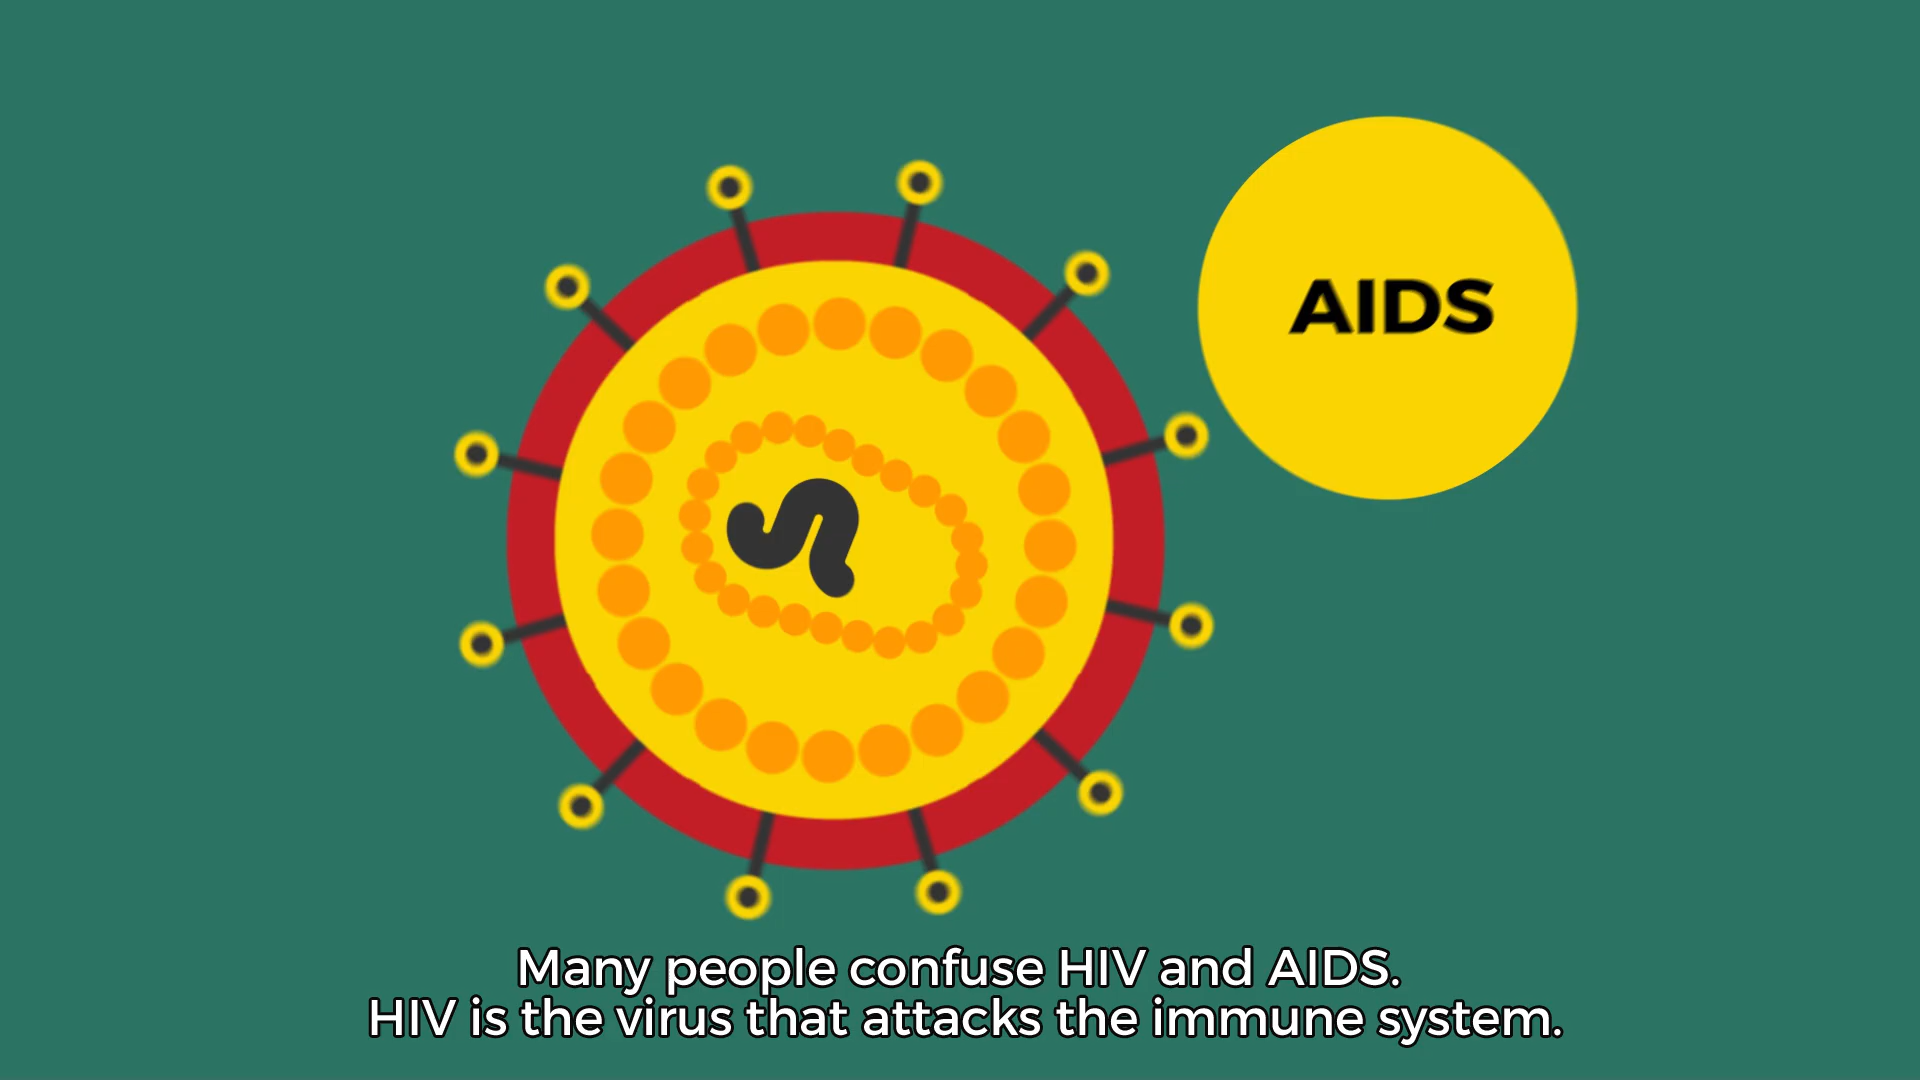 AIDS
Many people confuse HIV and AIDS.
HIV is the virus that attacks the immune system.